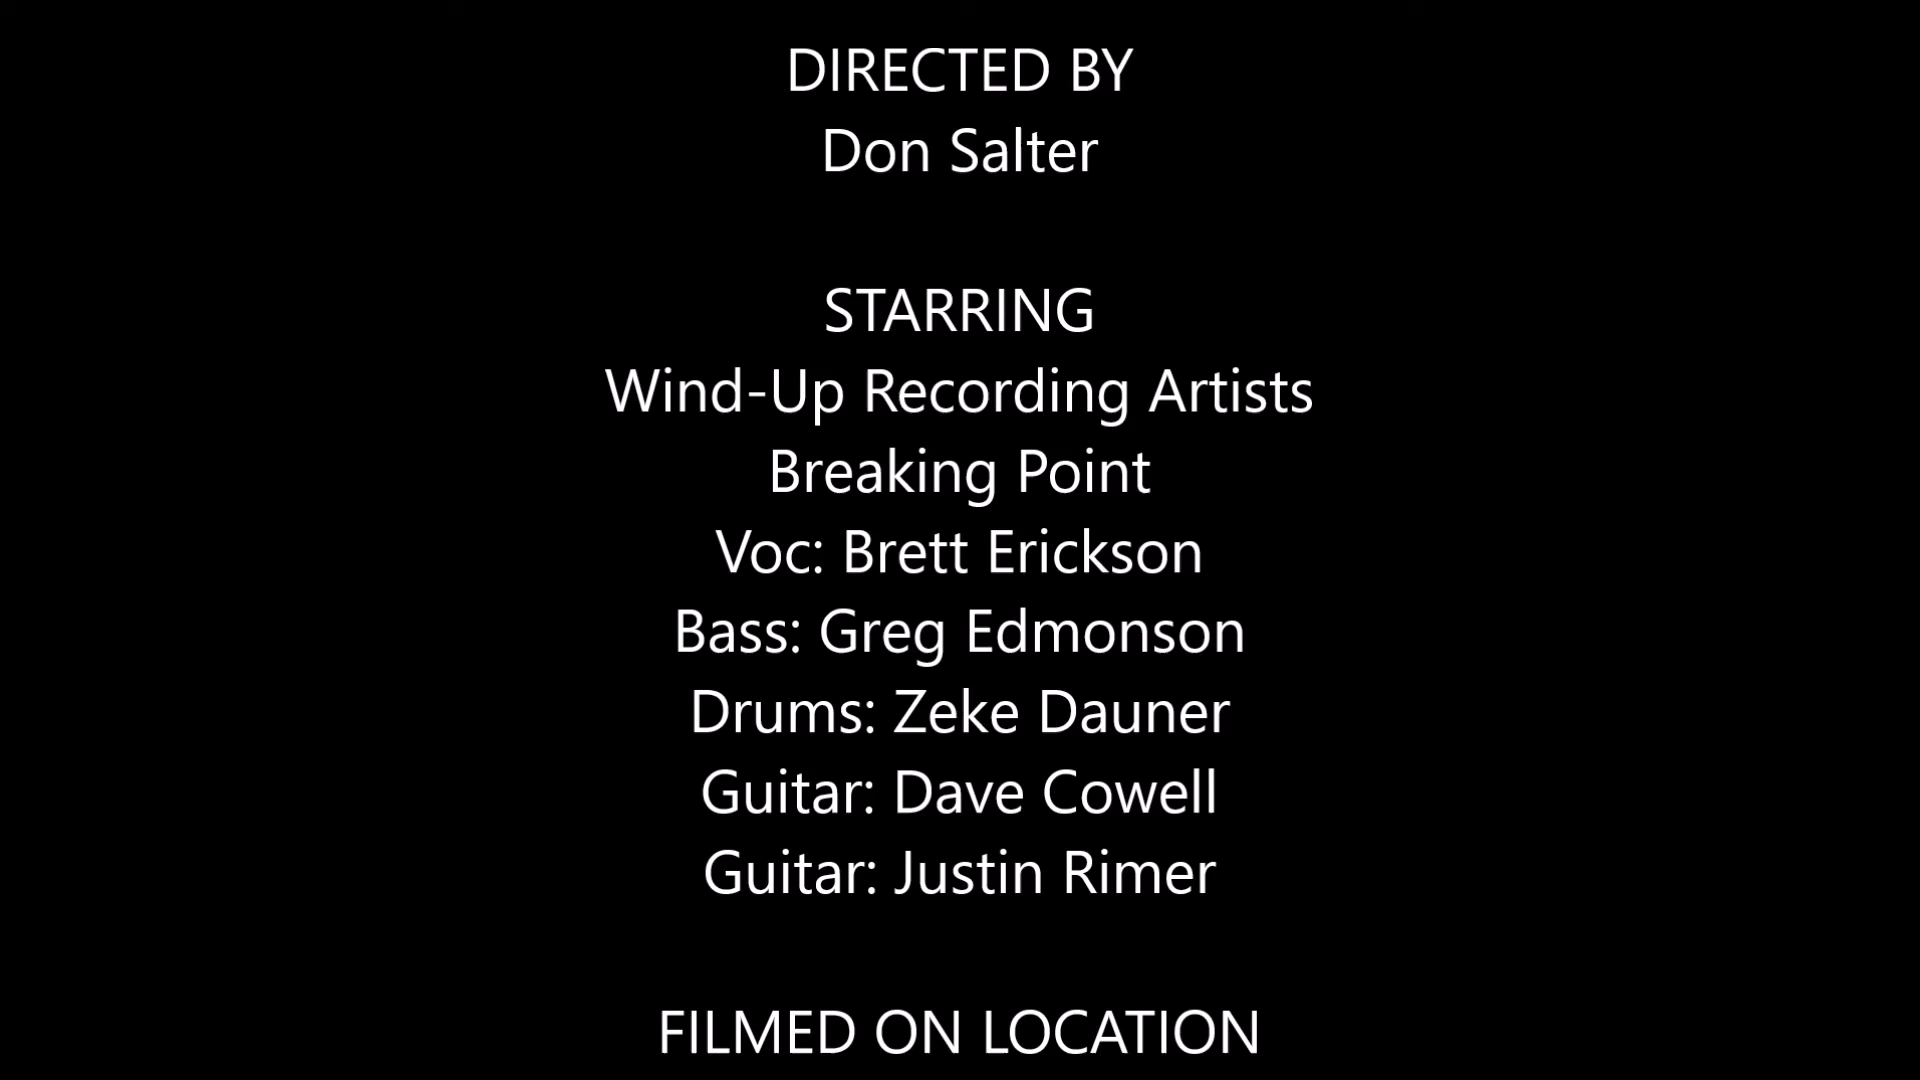 DIRECTED BY
Don Salter
STARRING
Wind-Up Recording Artists
Breaking Point
Voc: Brett Erickson
Bass: Greg Edmonson
Drums: Zeke Dauner
Guitar: Dave Cowell
Guitar: Justin Rimer
FILMED ON LOCATION